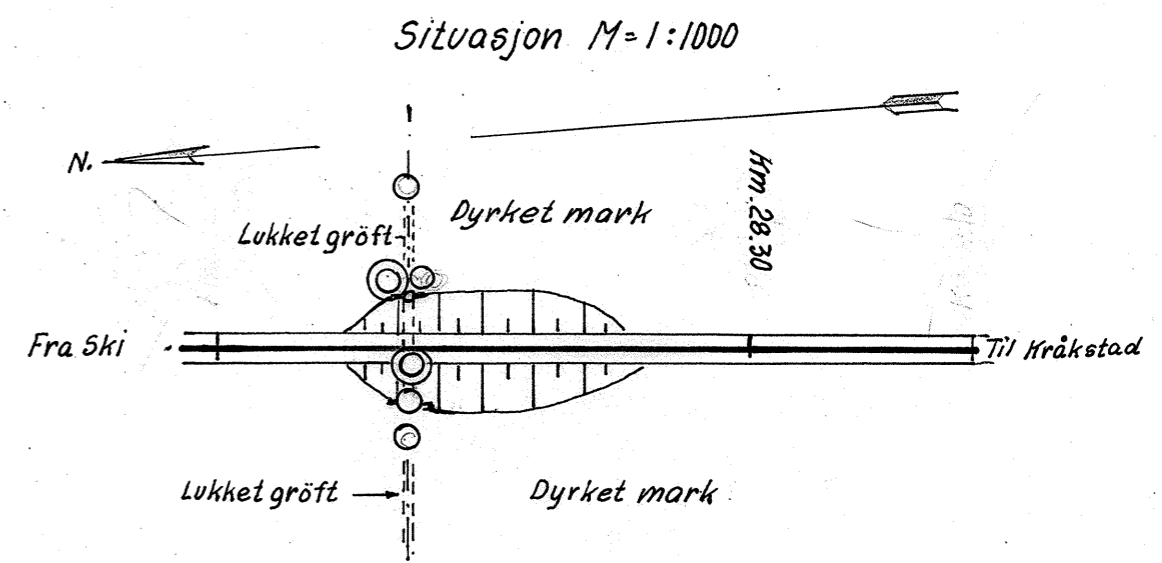 Situasjon M=1:1000
N.
Km. 28.30
Dyrket mark
Lukket gröft
Fra Ski
Til Kråkstad
Lukket gröft
Dyrket mark